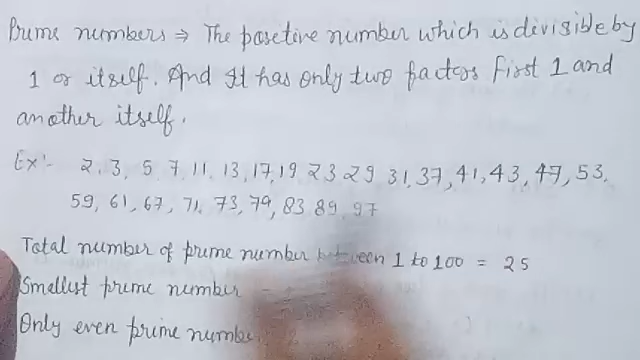 Prime numbers ⇒ The posetive number which is divisible by
1 or itself. And It has only two factors first 1 and
another itself.
Ex:- 2, 3, 5, 7, 11, 13, 17, 19 23 29 31, 37, 41, 43, 47, 53,
59, 61, 67, 71, 73, 79, 83, 89, 97
Total number of prime number between 1 to 100 = 25
Smallest prime number
Only even prime number